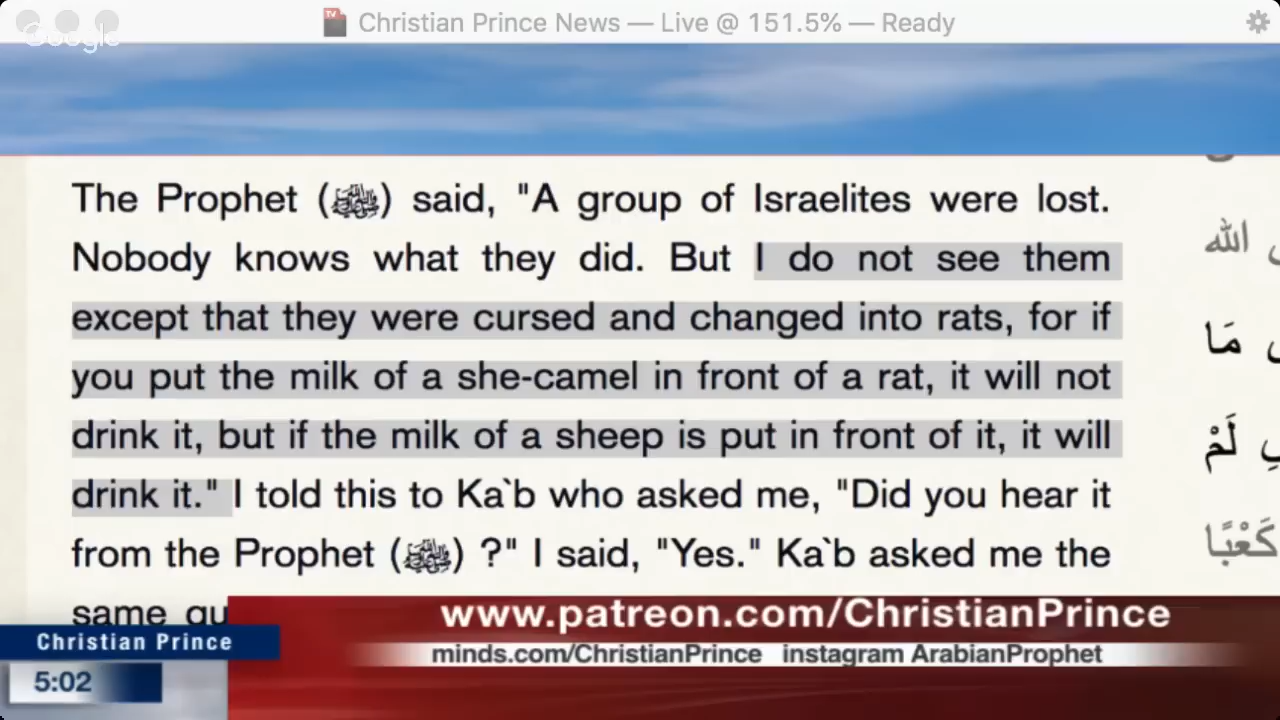 Christian Prince News — Live @ 151.5% — Ready
Google
The Prophet (ﷺ) said, "A group of Israelites were lost.
Nobody knows what they did. But I do not see them
except that they were cursed and changed into rats, for if
you put the milk of a she-camel in front of a rat, it will not
drink it, but if the milk of a sheep is put in front of it, it will
drink it." I told this to Ka`b who asked me, "Did you hear it
from the Prophet (ﷺ) ?" I said, "Yes." Ka`b asked me the
same
الله
مَا
لَمْ
كَعْبًا
www.patreon.com/ChristianPrince
Christian Prince
minds.com/ChristianPrince instagram ArabianProphet
5:02